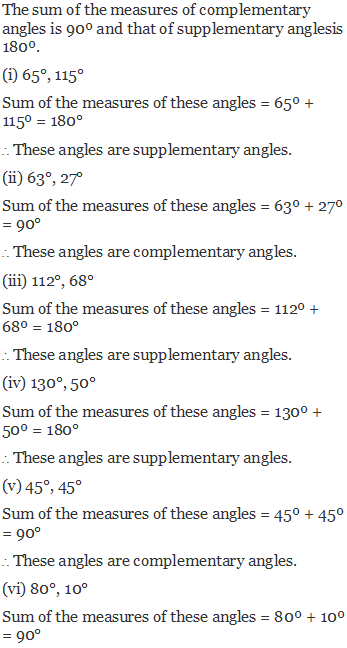 The sum of the measures of complementary
angles is 90º and that of supplementary anglesis
180º.
(i) 65°, 115°
Sum of the measures of these angles = 65º +
115º = 180°
∴ These angles are supplementary angles.
(ii) 63°, 27°
Sum of the measures of these angles = 63º + 27º
= 90°
∴ These angles are complementary angles.
(iii) 112°, 68°
Sum of the measures of these angles = 112º +
68º = 180°
∴ These angles are supplementary angles.
(iv) 130°, 50°
Sum of the measures of these angles = 130º +
50º = 180°
∴ These angles are supplementary angles.
(v) 45°, 45°
Sum of the measures of these angles = 45º + 45º
= 90°
∴ These angles are complementary angles.
(vi) 80°, 10°
Sum of the measures of these angles = 80º + 10º
= 90°